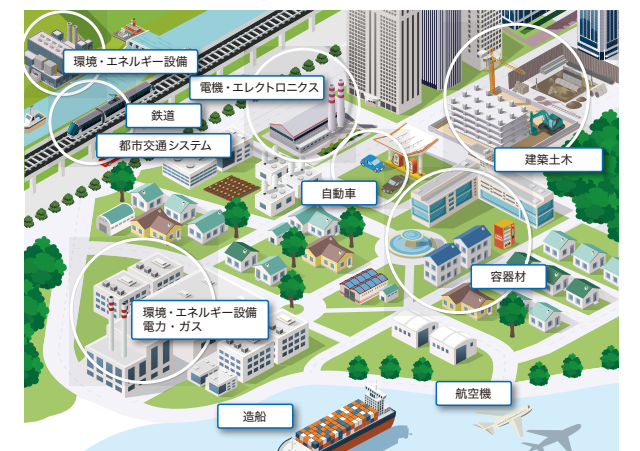 環境・エネルギー設備
電機・エレクトロニクス
鉄道
都市交通システム
建築土木
自動車
容器材
環境・エネルギー設備
電力・ガス
航空機
造船